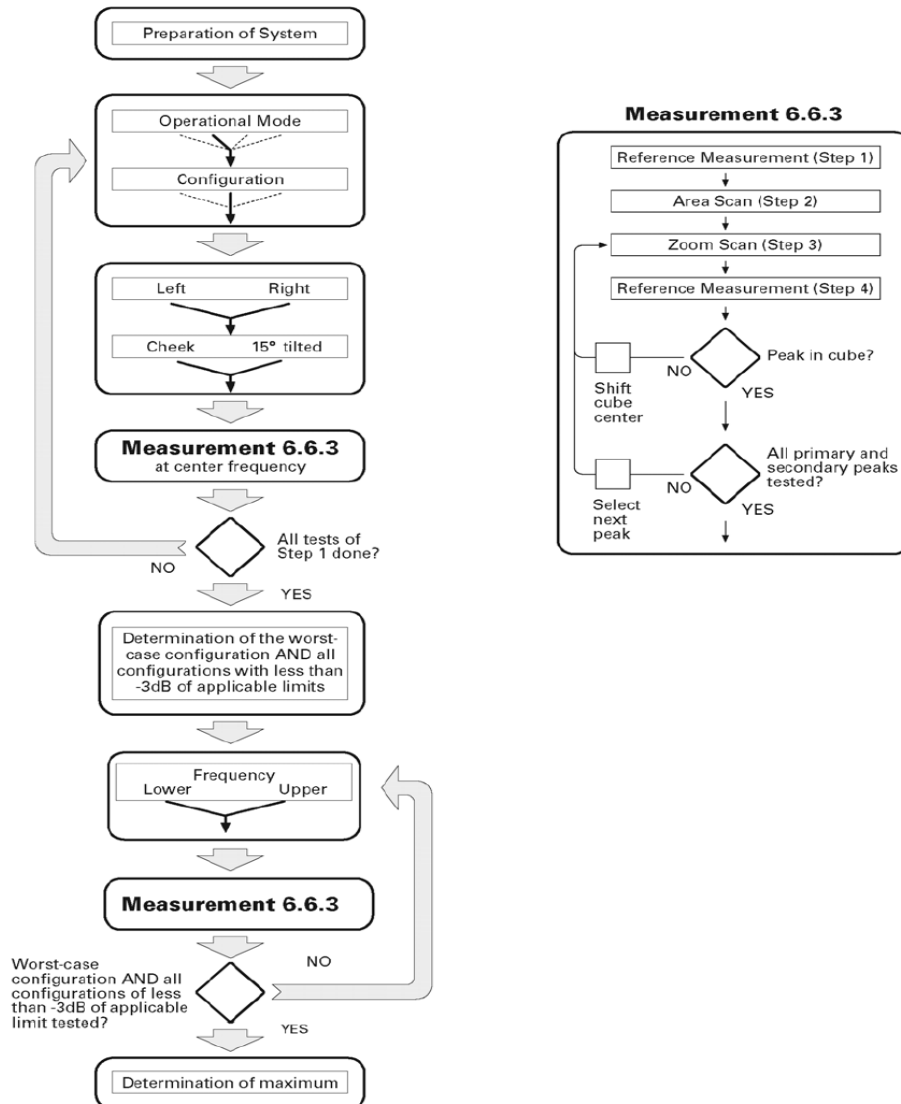 Preparation of System
Operational Mode
Configuration
Left Right
Cheek 15° tilted
Measurement 6.6.3
at center frequency
All tests of
Step 1 done?
NO
YES
Determination of the worst-
case configuration AND all
configurations with less than
-3dB of applicable limits
Frequency
Lower Upper
Measurement 6.6.3
Worst-case
configuration AND all
configurations of less
than -3dB of applicable
limit tested?
NO
YES
Determination of maximum
Measurement 6.6.3
Reference Measurement (Step 1)
Area Scan (Step 2)
Zoom Scan (Step 3)
Reference Measurement (Step 4)
Peak in cube?
NO
Shift
cube
center
YES
All primary and
secondary peaks
tested?
NO
Select
next
peak
YES